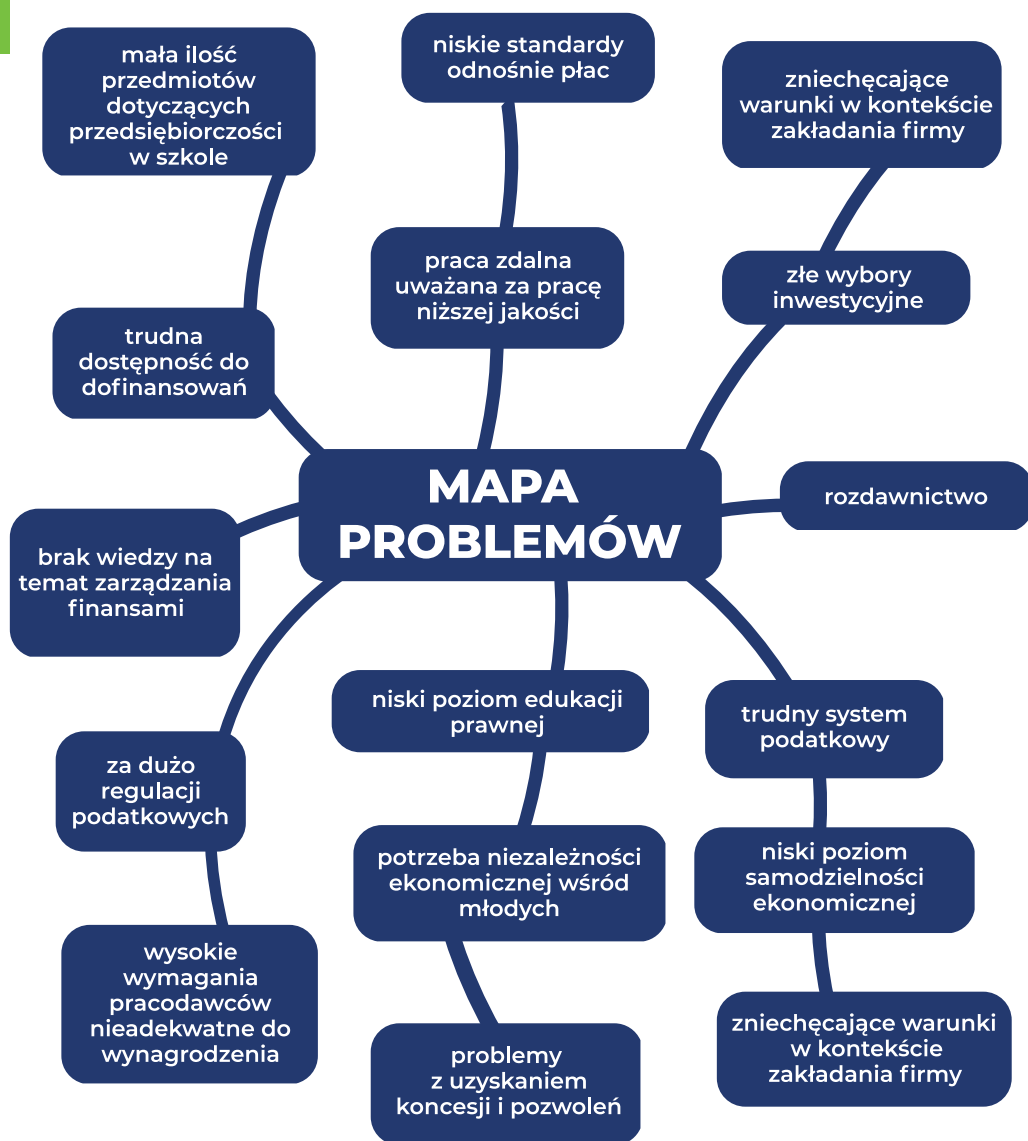 mała ilość
przedmiotów
dotyczących
przedsiębiorczości
w szkole
niskie standardy
odnośnie płac
zniechęcające
warunki w kontekście
zakładania firmy
praca zdalna
uważana za pracę
niższej jakości
złe wybory
inwestycyjne
trudna
dostępność do
dofinansowań
MAPA
PROBLEMÓW
rozdawnictwo
brak wiedzy na
temat zarządzania
finansami
niski poziom edukacji
prawnej
trudny system
podatkowy
za dużo
regulacji
podatkowych
potrzeba niezależności
ekonomicznej wśród
młodych
niski poziom
samodzielności
ekonomicznej
wysokie
wymagania
pracodawców
nieadekwatne do
wynagrodzenia
problemy
z uzyskaniem
koncesji i pozwoleń
zniechęcające warunki
w kontekście
zakładania firmy